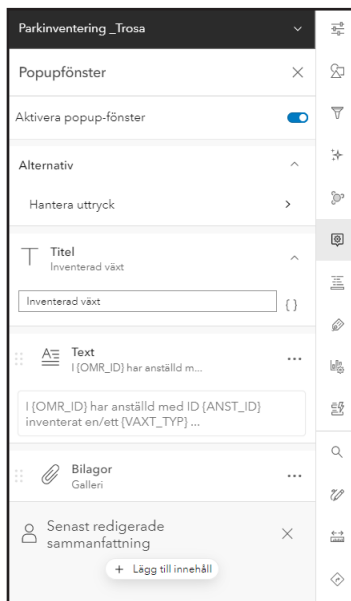 Parkinventering _Trosa
Popupfönster
Aktivera popup-fönster
Alternativ
Hantera uttryck
Titel
Inventerad växt
Inventerad växt
{ }
Text
I {OMR_ID} har anställd m...
I {OMR_ID} har anställd med ID {ANST_ID}
inventerat en/ett {VAXT_TYP} ...
Bilagor
Galleri
Senast redigerade
sammanfattning
+ Lägg till innehåll